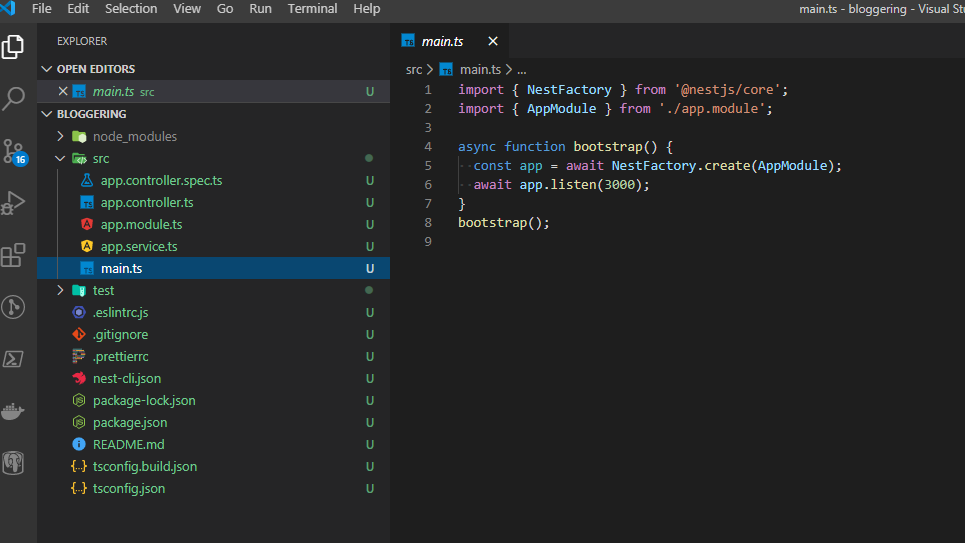 File Edit Selection View Go Run Terminal Help
main.ts - bloggering - Visual Stu
EXPLORER
OPEN EDITORS
main.ts src U
BLOGGERING
node_modules
src
app.controller.spec.ts U
TS app.controller.ts U
app.module.ts U
app.service.ts U
TS main.ts U
test
.eslintrc.js U
.gitignore U
.prettierrc U
nest-cli.json U
package-lock.json U
package.json U
README.md U
{..} tsconfig.build.json U
{..} tsconfig.json U
16
TS main.ts
src > TS main.ts > ...
1 import { NestFactory } from '@nestjs/core';
2 import { AppModule } from './app.module';
3
4 async function bootstrap() {
5 const app = await NestFactory.create(AppModule);
6 await app.listen(3000);
7 }
8 bootstrap();
9